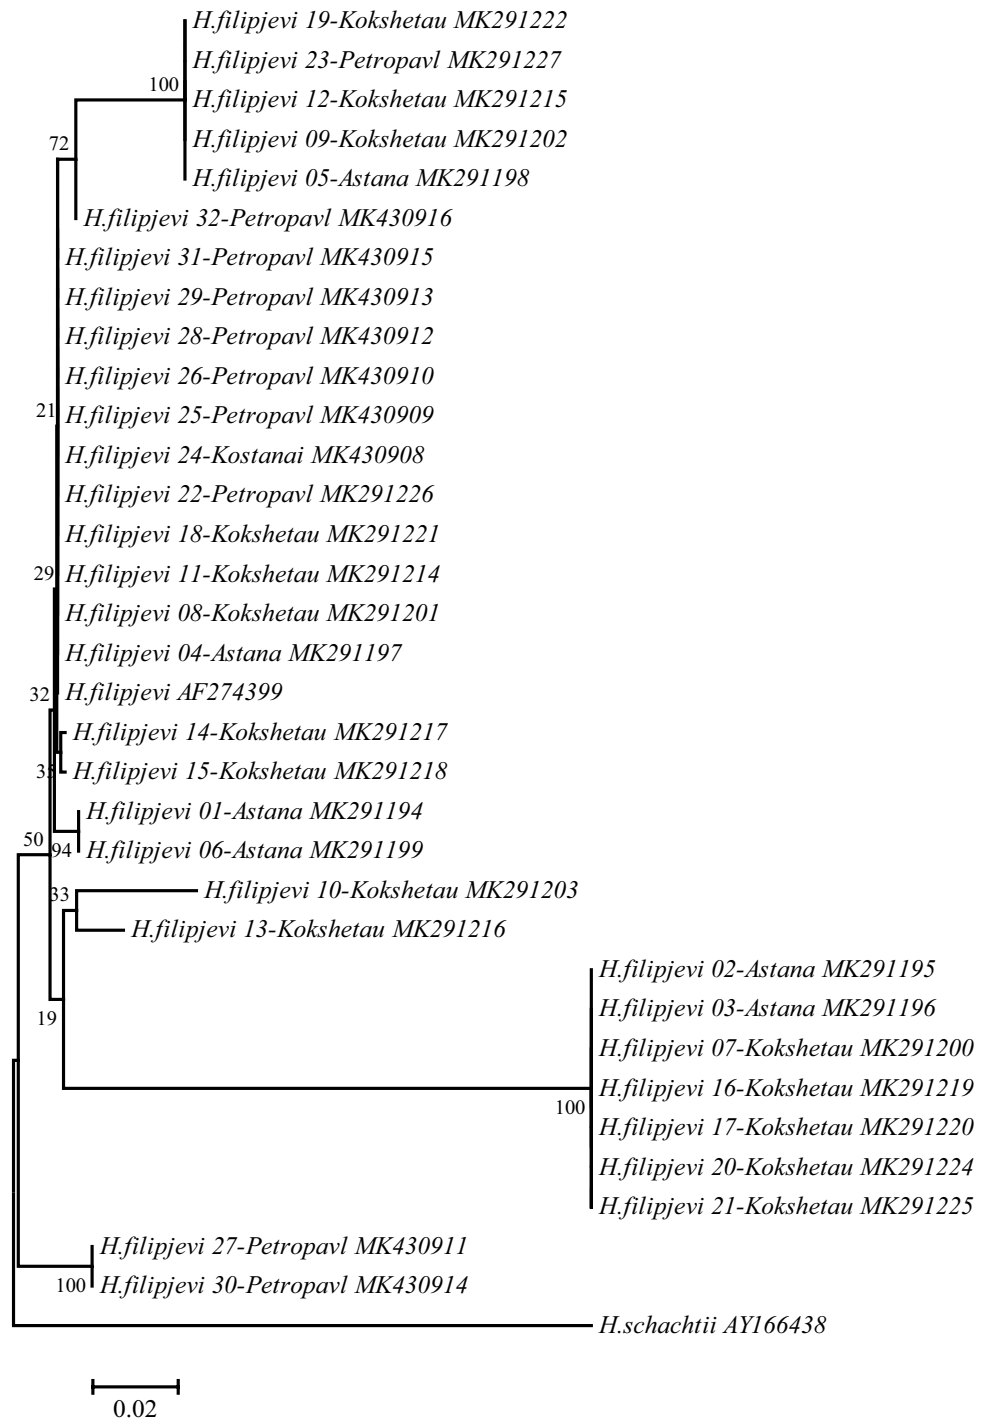 H.filipjevi 19-Kokshetau MK291222
H.filipjevi 23-Petropavl MK291227
100
H.filipjevi 12-Kokshetau MK291215
H.filipjevi 09-Kokshetau MK291202
72
H.filipjevi 05-Astana MK291198
H.filipjevi 32-Petropavl MK430916
H.filipjevi 31-Petropavl MK430915
H.filipjevi 29-Petropavl MK430913
H.filipjevi 28-Petropavl MK430912
H.filipjevi 26-Petropavl MK430910
21
H.filipjevi 25-Petropavl MK430909
H.filipjevi 24-Kostanai MK430908
H.filipjevi 22-Petropavl MK291226
H.filipjevi 18-Kokshetau MK291221
29
H.filipjevi 11-Kokshetau MK291214
H.filipjevi 08-Kokshetau MK291201
H.filipjevi 04-Astana MK291197
32
H.filipjevi AF274399
H.filipjevi 14-Kokshetau MK291217
35
H.filipjevi 15-Kokshetau MK291218
H.filipjevi 01-Astana MK291194
50
94
H.filipjevi 06-Astana MK291199
33
H.filipjevi 10-Kokshetau MK291203
H.filipjevi 13-Kokshetau MK291216
H.filipjevi 02-Astana MK291195
19
H.filipjevi 03-Astana MK291196
H.filipjevi 07-Kokshetau MK291200
H.filipjevi 16-Kokshetau MK291219
100
H.filipjevi 17-Kokshetau MK291220
H.filipjevi 20-Kokshetau MK291224
H.filipjevi 21-Kokshetau MK291225
H.filipjevi 27-Petropavl MK430911
100
H.filipjevi 30-Petropavl MK430914
H.schachtii AY166438
0.02